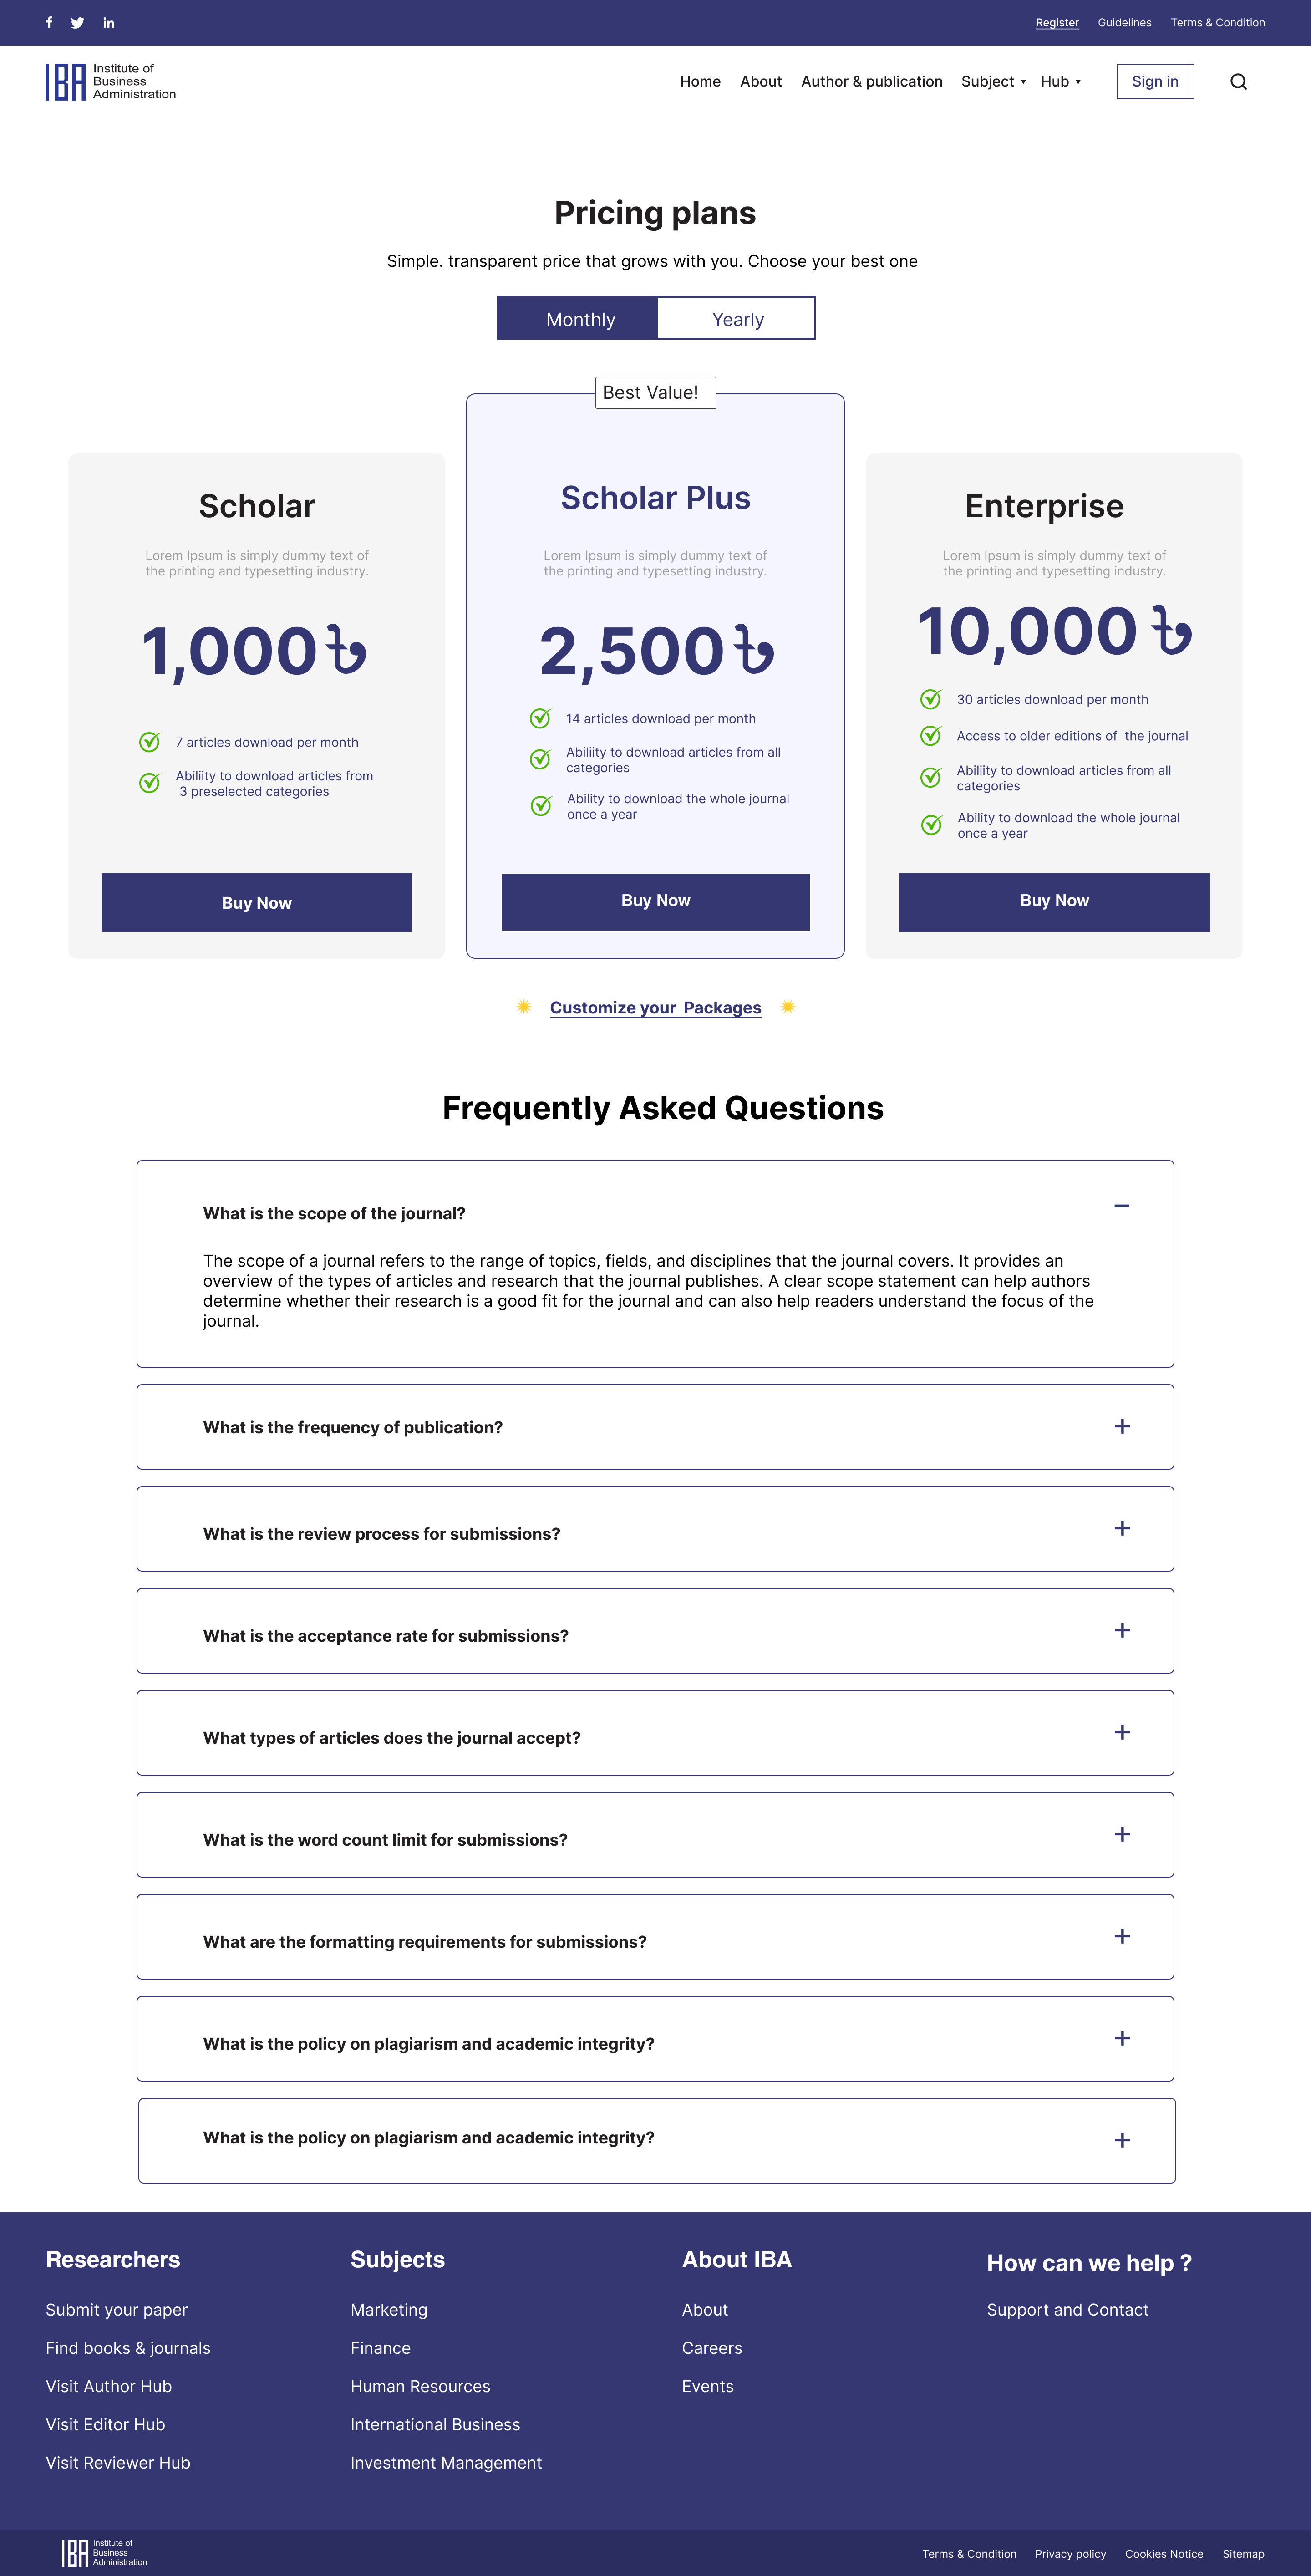 Register Guidelines Terms & Condition
IBA Institute of
Business
Administration
Home About Author & publication Subject Hub Sign in
Pricing plans
Simple. transparent price that grows with you. Choose your best one
Monthly Yearly
Best Value!
Scholar
Lorem Ipsum is simply dummy text of
the printing and typesetting industry.
1,000৳
7 articles download per month
Abiliity to download articles from
3 preselected categories
Buy Now
Scholar Plus
Lorem Ipsum is simply dummy text of
the printing and typesetting industry.
2,500৳
14 articles download per month
Abiliity to download articles from all
categories
Ability to download the whole journal
once a year
Buy Now
Enterprise
Lorem Ipsum is simply dummy text of
the printing and typesetting industry.
10,000৳
30 articles download per month
Access to older editions of the journal
Abiliity to download articles from all
categories
Ability to download the whole journal
once a year
Buy Now
Customize your Packages
Frequently Asked Questions
What is the scope of the journal?
The scope of a journal refers to the range of topics, fields, and disciplines that the journal covers. It provides an
overview of the types of articles and research that the journal publishes. A clear scope statement can help authors
determine whether their research is a good fit for the journal and can also help readers understand the focus of the
journal.
What is the frequency of publication?
What is the review process for submissions?
What is the acceptance rate for submissions?
What types of articles does the journal accept?
What is the word count limit for submissions?
What are the formatting requirements for submissions?
What is the policy on plagiarism and academic integrity?
What is the policy on plagiarism and academic integrity?
Researchers
Submit your paper
Find books & journals
Visit Author Hub
Visit Editor Hub
Visit Reviewer Hub
Subjects
Marketing
Finance
Human Resources
International Business
Investment Management
About IBA
About
Careers
Events
How can we help ?
Support and Contact
IBA Institute of
Business
Administration
Terms & Condition Privacy policy Cookies Notice Sitemap